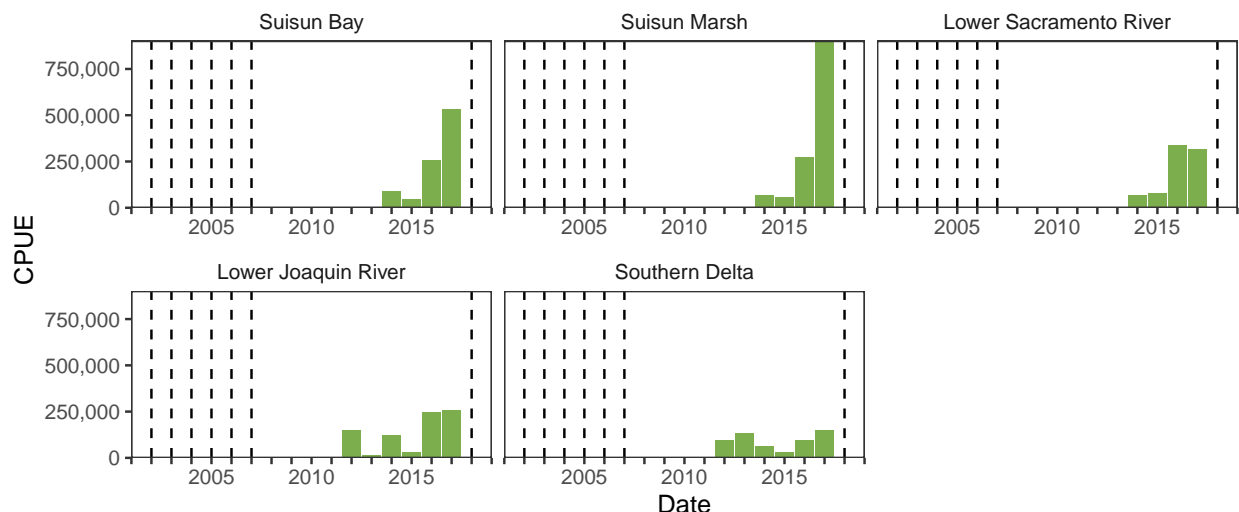 Suisun Bay
Suisun Marsh
Lower Sacramento River
750,000
500,000
250,000
0
2005 2010 2015
2005 2010 2015
2005 2010 2015
CPUE
Lower Joaquin River
Southern Delta
750,000
500,000
250,000
0
2005 2010 2015
2005 2010 2015
Date